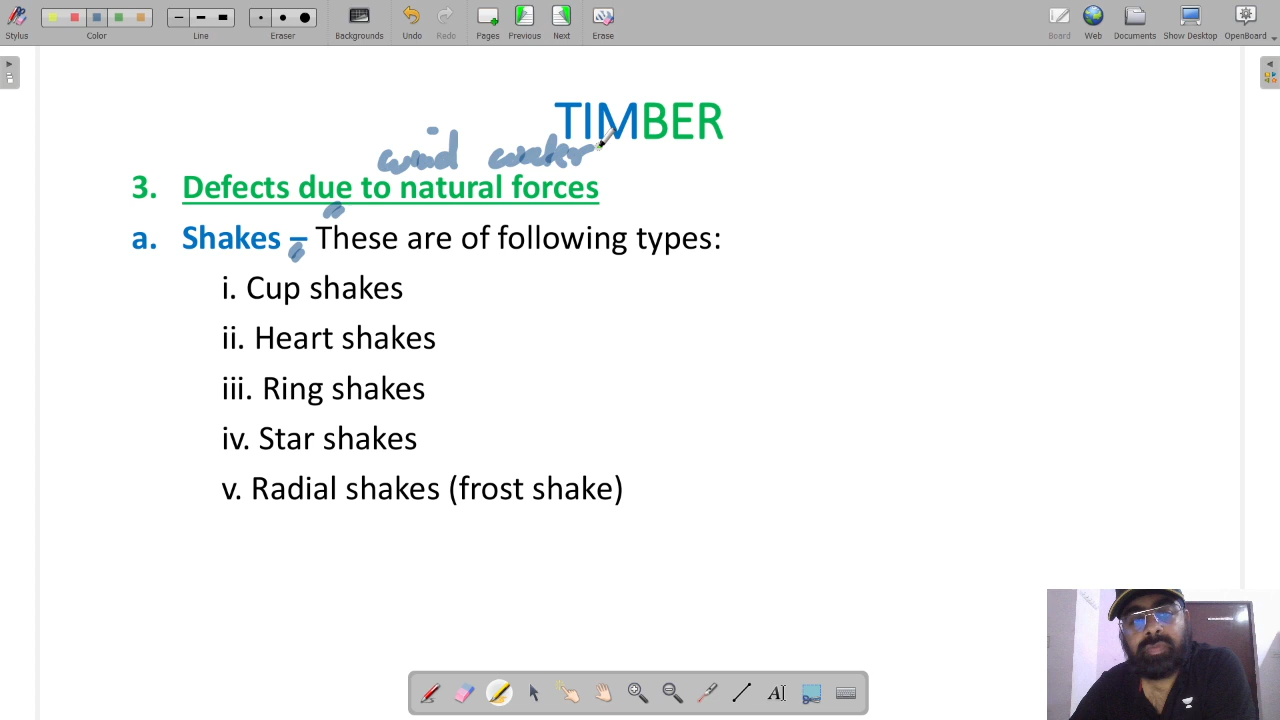 Stylus Color Line Eraser Backgrounds Undo Redo Pages Previous Next Erase Board Web Documents Show Desktop OpenBoard
TIMBER
wind water
3. Defects due to natural forces
a. Shakes – These are of following types:
i. Cup shakes
ii. Heart shakes
iii. Ring shakes
iv. Star shakes
v. Radial shakes (frost shake)